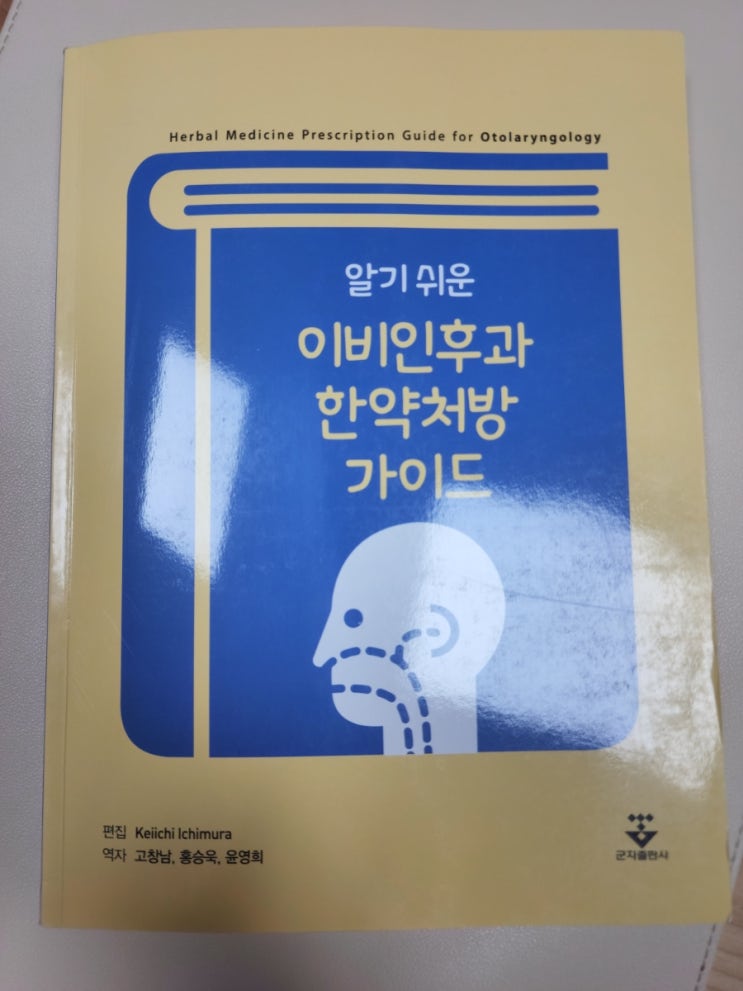 Herbal Medicine Prescription Guide for Otolaryngology
알기 쉬운
이비인후과
한약처방
가이드
편집 Keiichi Ichimura
역자 고창남, 홍승욱, 윤영희
군자출판사